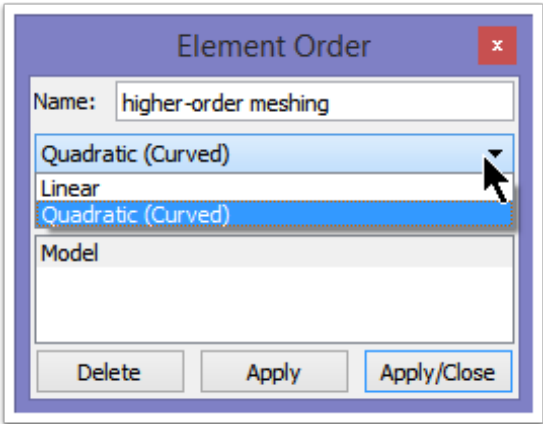 Element Order
x
Name: higher-order meshing
Quadratic (Curved)
Linear
Quadratic (Curved)
Model
Delete Apply Apply/Close